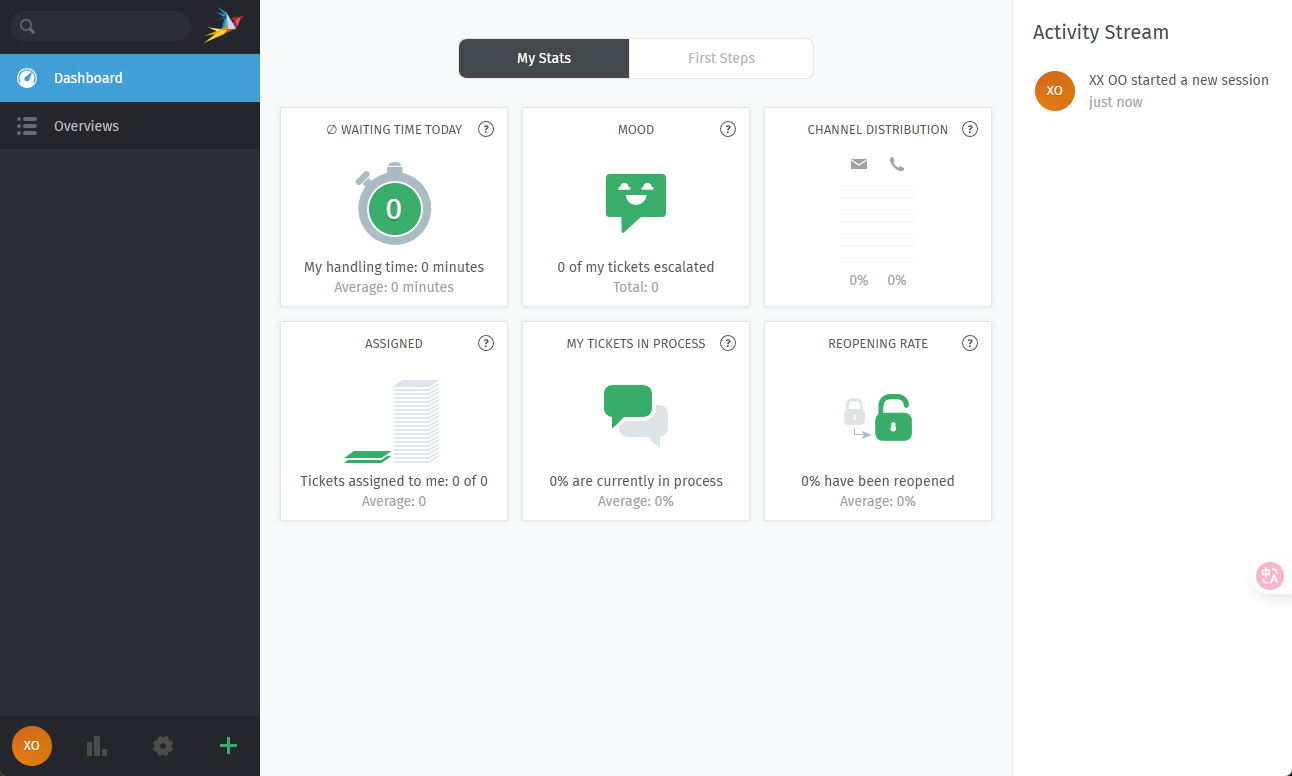 Dashboard
Overviews
XO
My Stats
First Steps
∅ WAITING TIME TODAY ?
0
My handling time: 0 minutes
Average: 0 minutes
MOOD ?
0 of my tickets escalated
Total: 0
CHANNEL DISTRIBUTION ?
0% 0%
ASSIGNED ?
Tickets assigned to me: 0 of 0
Average: 0
MY TICKETS IN PROCESS ?
0% are currently in process
Average: 0%
REOPENING RATE ?
0% have been reopened
Average: 0%
Activity Stream
XO
XX OO started a new session
just now
中A